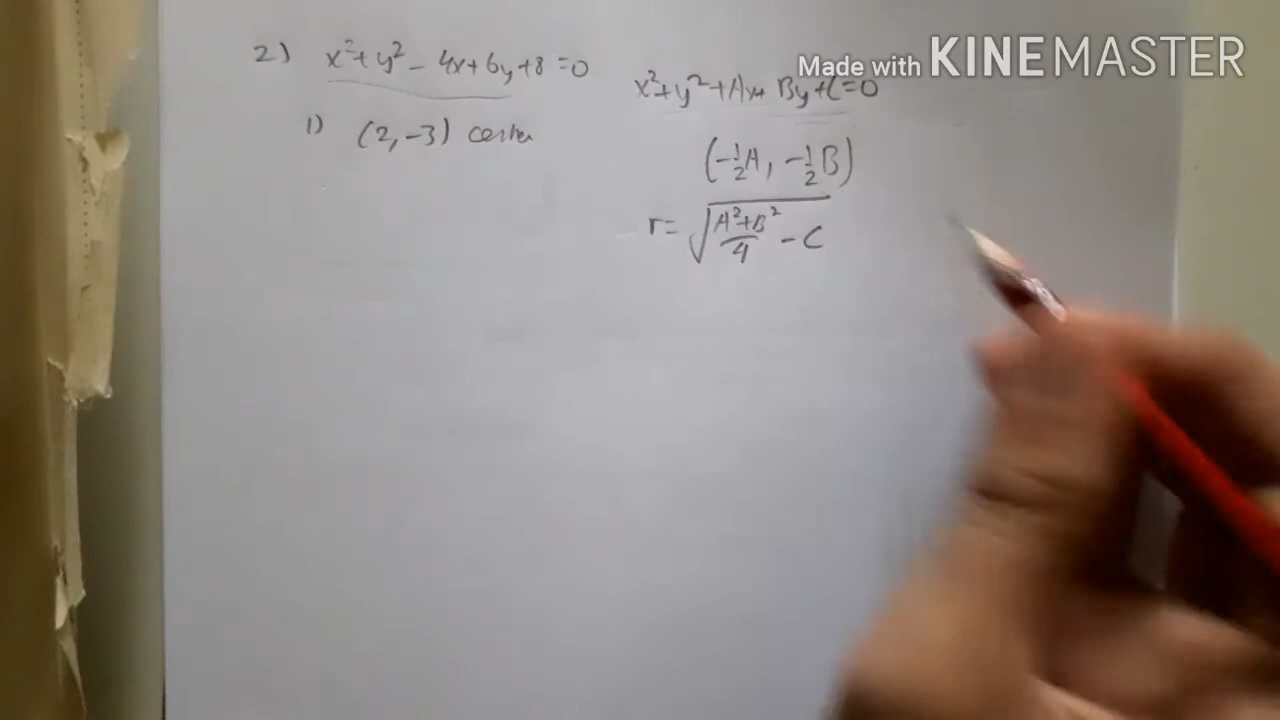 2) x²+y²-4x+6y+8=0
Made with KINEMASTER
x²+y²+Ax+By+C=0
1) (2,-3) center
(-½A, -½B)
r=√((A²+B²)/4 - C)